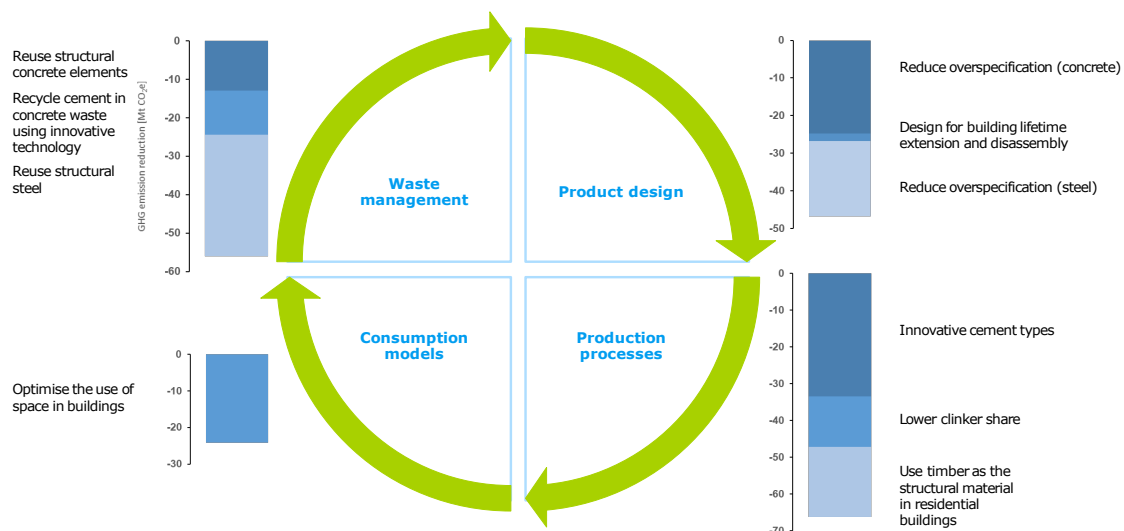 Reuse structural
concrete elements
Recycle cement in
concrete waste
using innovative
technology
Reuse structural
steel
GHG emission reduction [Mt CO₂e]
0
-10
-20
-30
-40
-50
-60
Waste
management
Product design
0
-10
-20
-30
-40
-50
Reduce overspecification (concrete)
Design for building lifetime
extension and disassembly
Reduce overspecification (steel)
Optimise the use of
space in buildings
0
-10
-20
-30
Consumption
models
Production
processes
0
-10
-20
-30
-40
-50
-60
-70
Innovative cement types
Lower clinker share
Use timber as the
structural material
in residential
buildings